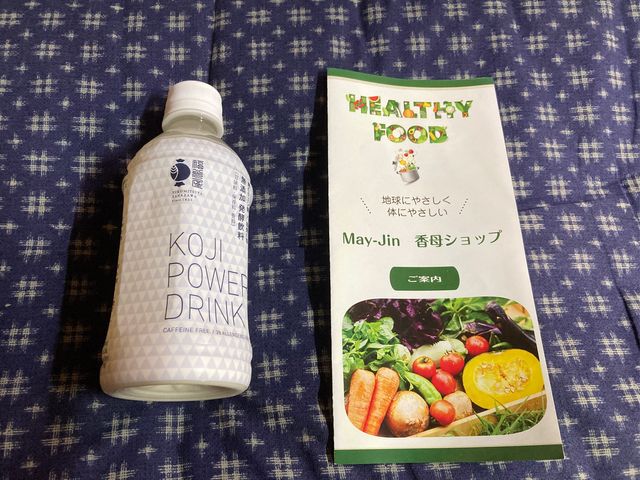 無添加発酵飲料
KOJI
POWER
DRINK
CAFFEINE FREE
HEALTHY
FOOD
地球にやさしく
体にやさしい
May-Jin 香母ショップ
ご案内